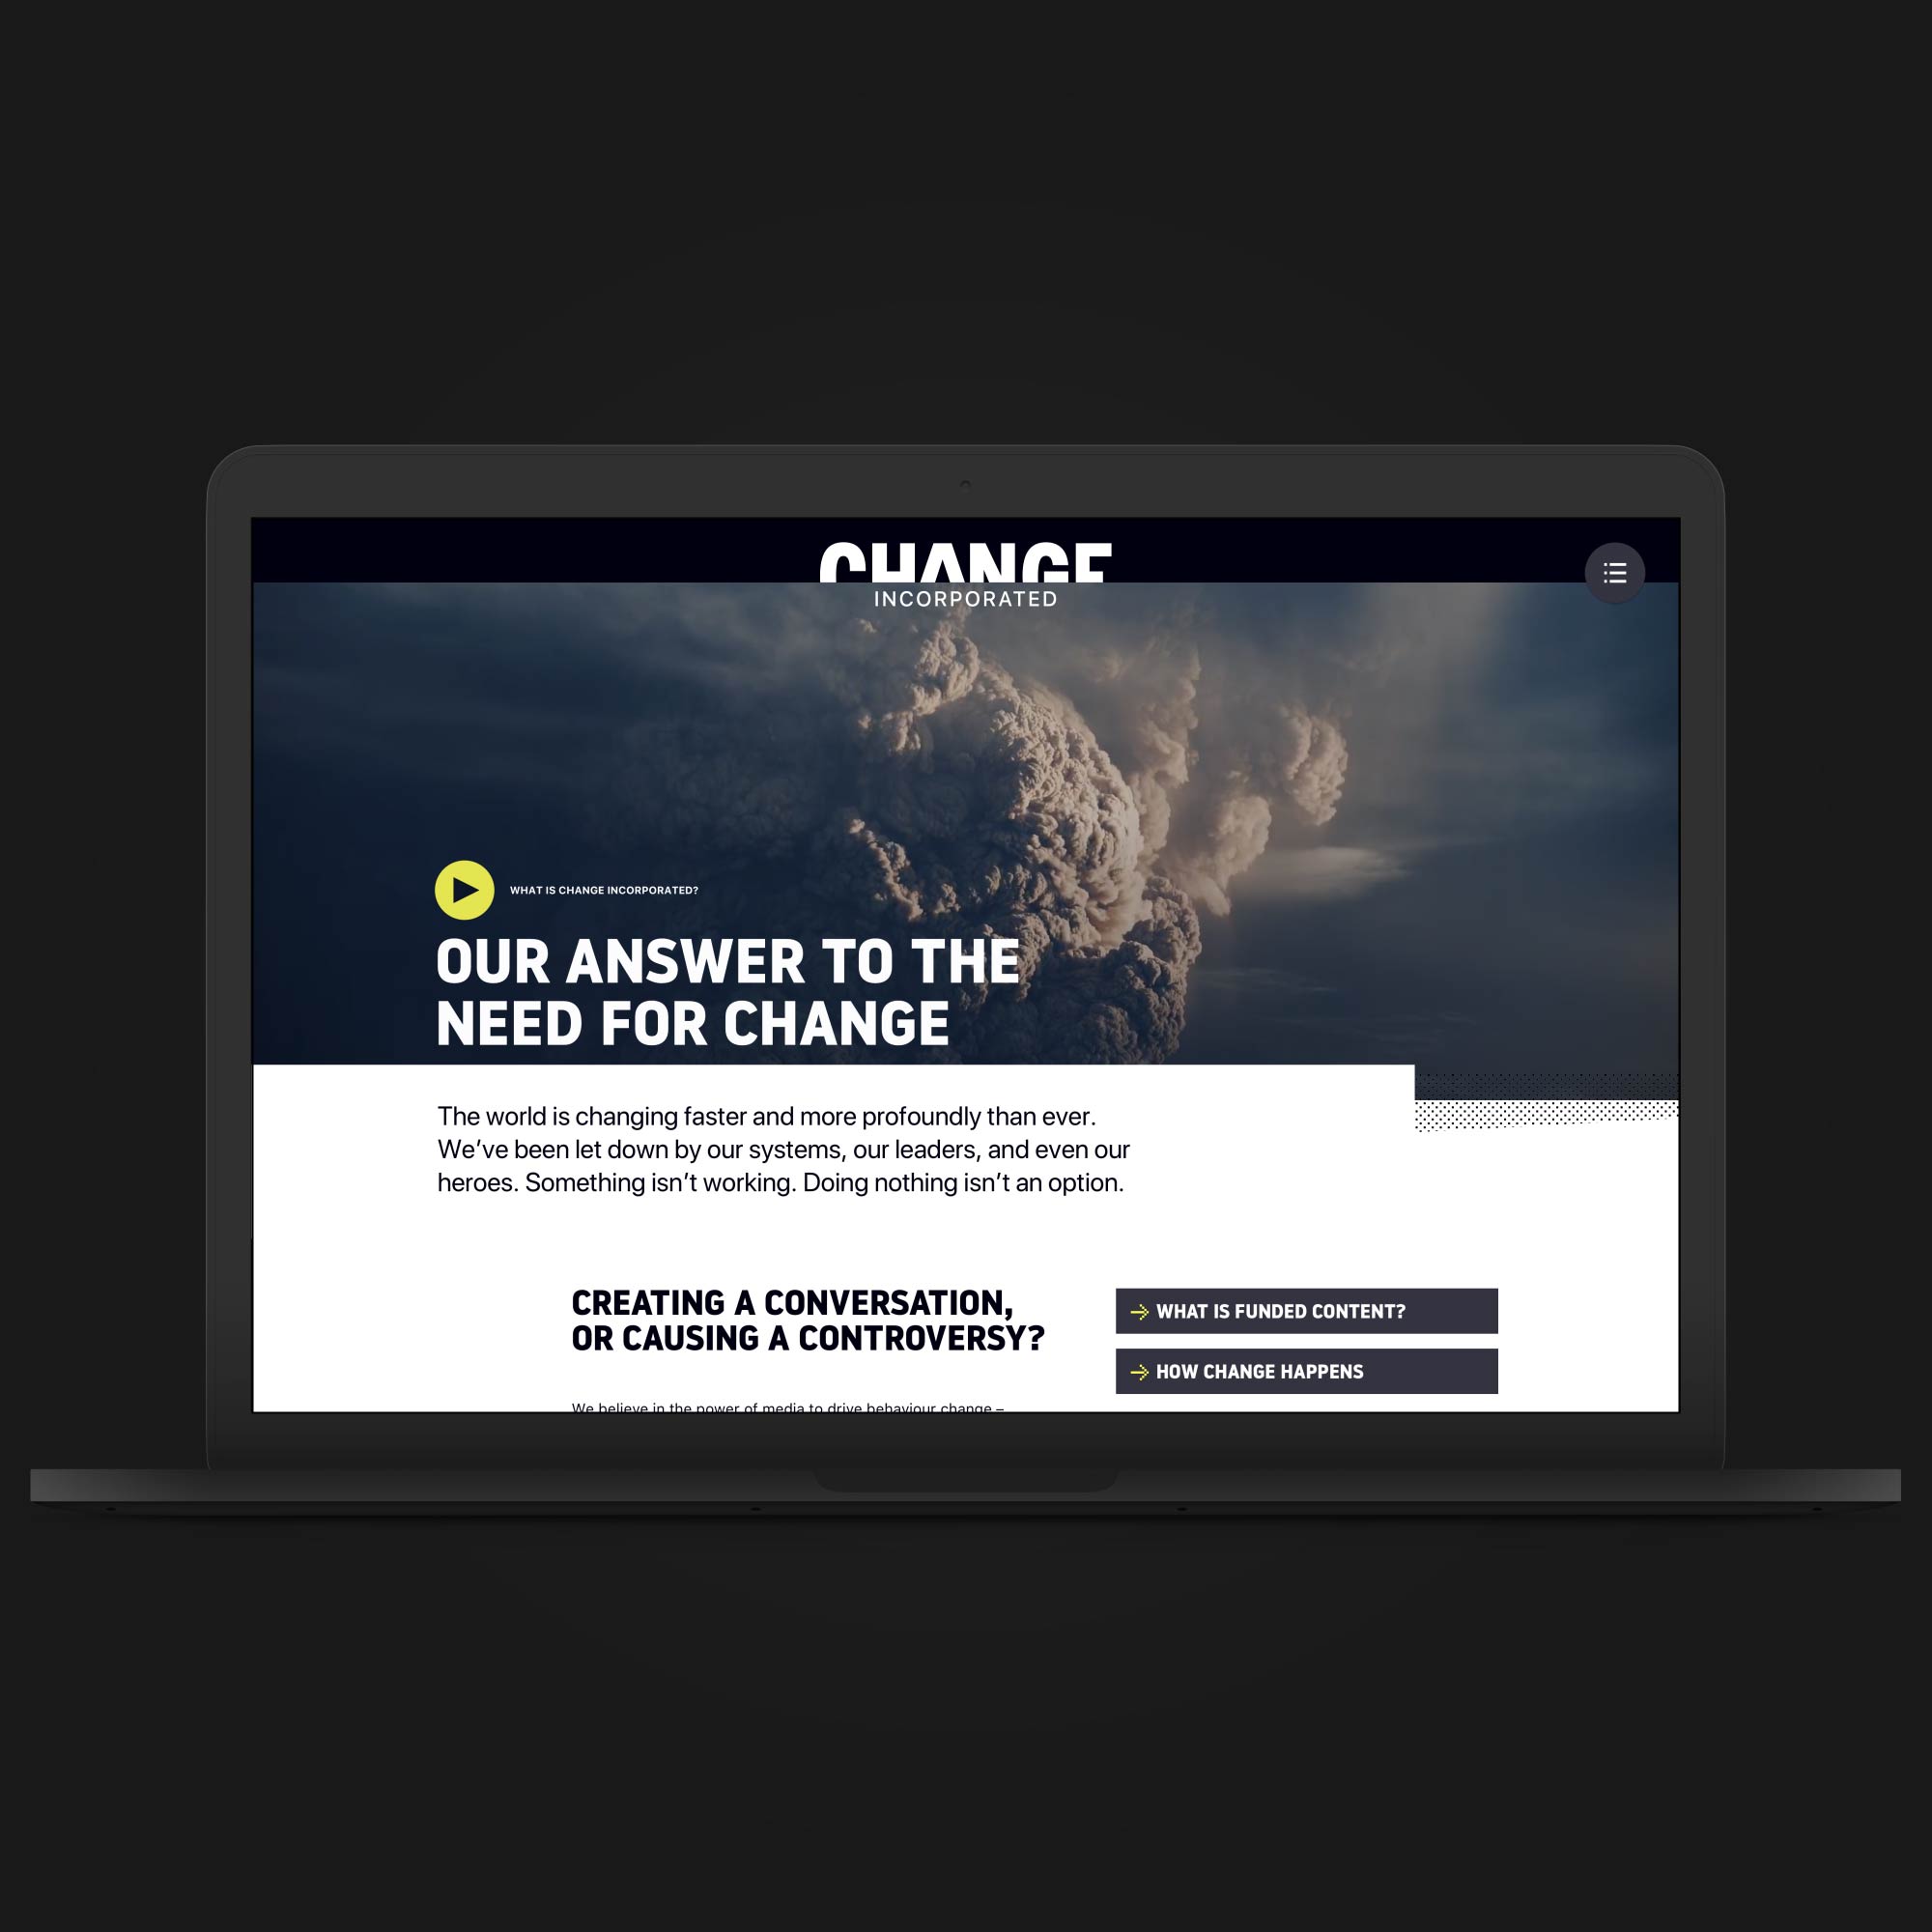 CHANGE
INCORPORATED
WHAT IS CHANGE INCORPORATED?
OUR ANSWER TO THE
NEED FOR CHANGE
The world is changing faster and more profoundly than ever.
We’ve been let down by our systems, our leaders, and even our
heroes. Something isn’t working. Doing nothing isn’t an option.
CREATING A CONVERSATION,
OR CAUSING A CONTROVERSY?
We believe in the power of media to drive behaviour change –
WHAT IS FUNDED CONTENT?
HOW CHANGE HAPPENS